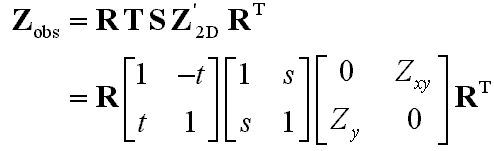 Z_obs = R T S Z'_2D R^T
= R [1 -t; t 1] [1 s; s 1] [0 Z_xy; Z_y 0] R^T